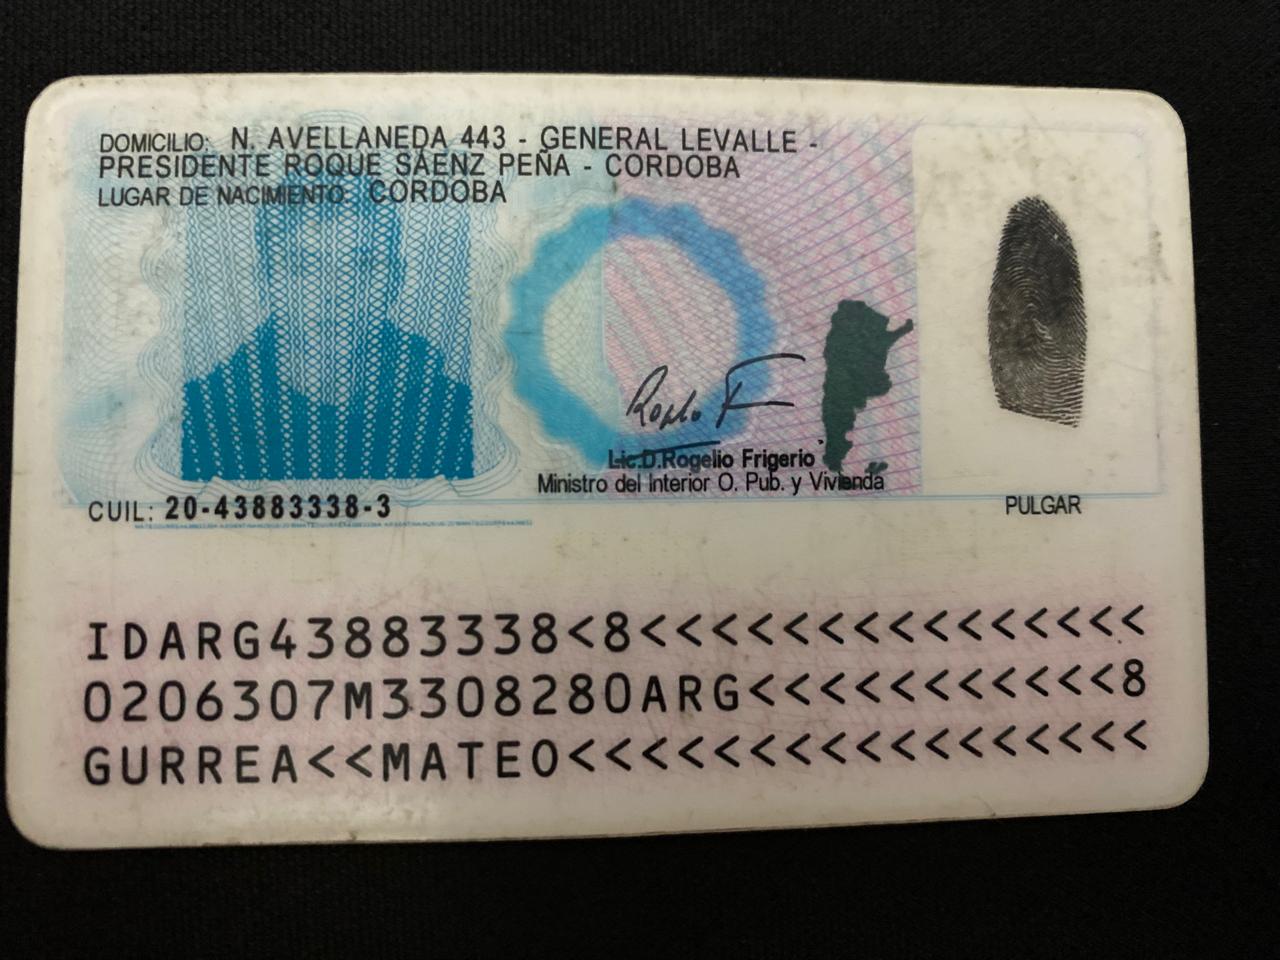 DOMICILIO: N. AVELLANEDA 443 - GENERAL LEVALLE -
PRESIDENTE ROQUE SÁENZ PEÑA - CORDOBA
LUGAR DE NACIMIENTO: CORDOBA
Lic.D.Rogelio Frigerio
Ministro del Interior O. Pub. y Vivienda
CUIL: 20-43883338-3
PULGAR
IDARG43883338<8<<<<<<<<<<<<<<<
0206307M3308280ARG<<<<<<<<<<<8
GURREA<<MATEO<<<<<<<<<<<<<<<<<